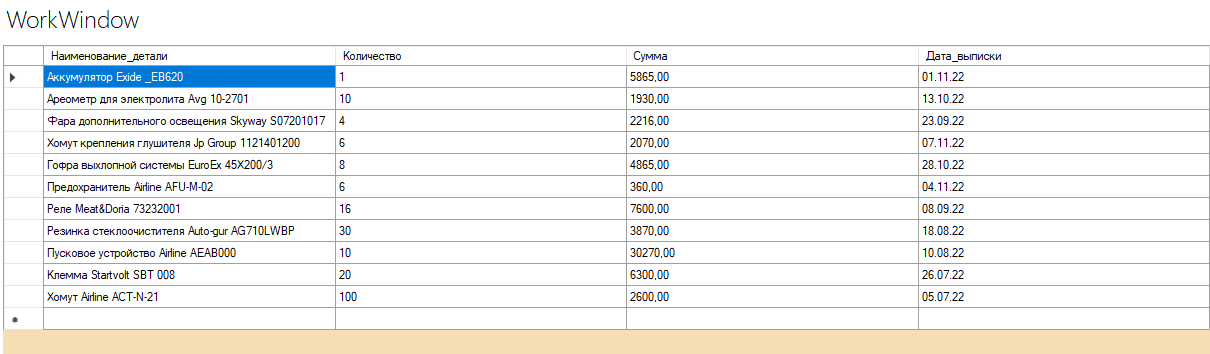 WorkWindow
Наименование_детали Количество Сумма Дата_выписки
Аккумулятор Exide _EB620 1 5865,00 01.11.22
Ареометр для электролита Avg 10-2701 10 1930,00 13.10.22
Фара дополнительного освещения Skyway S07201017 4 2216,00 23.09.22
Хомут крепления глушителя Jp Group 1121401200 6 2070,00 07.11.22
Гофра выхлопной системы EuroEx 45X200/3 8 4865,00 28.10.22
Предохранитель Airline AFU-M-02 6 360,00 04.11.22
Реле Meat&Doria 73232001 16 7600,00 08.09.22
Резинка стеклоочистителя Auto-gur AG710LWBP 30 3870,00 18.08.22
Пусковое устройство Airline AEAB000 10 30270,00 10.08.22
Клемма Startvolt SBT 008 20 6300,00 26.07.22
Хомут Airline ACT-N-21 100 2600,00 05.07.22